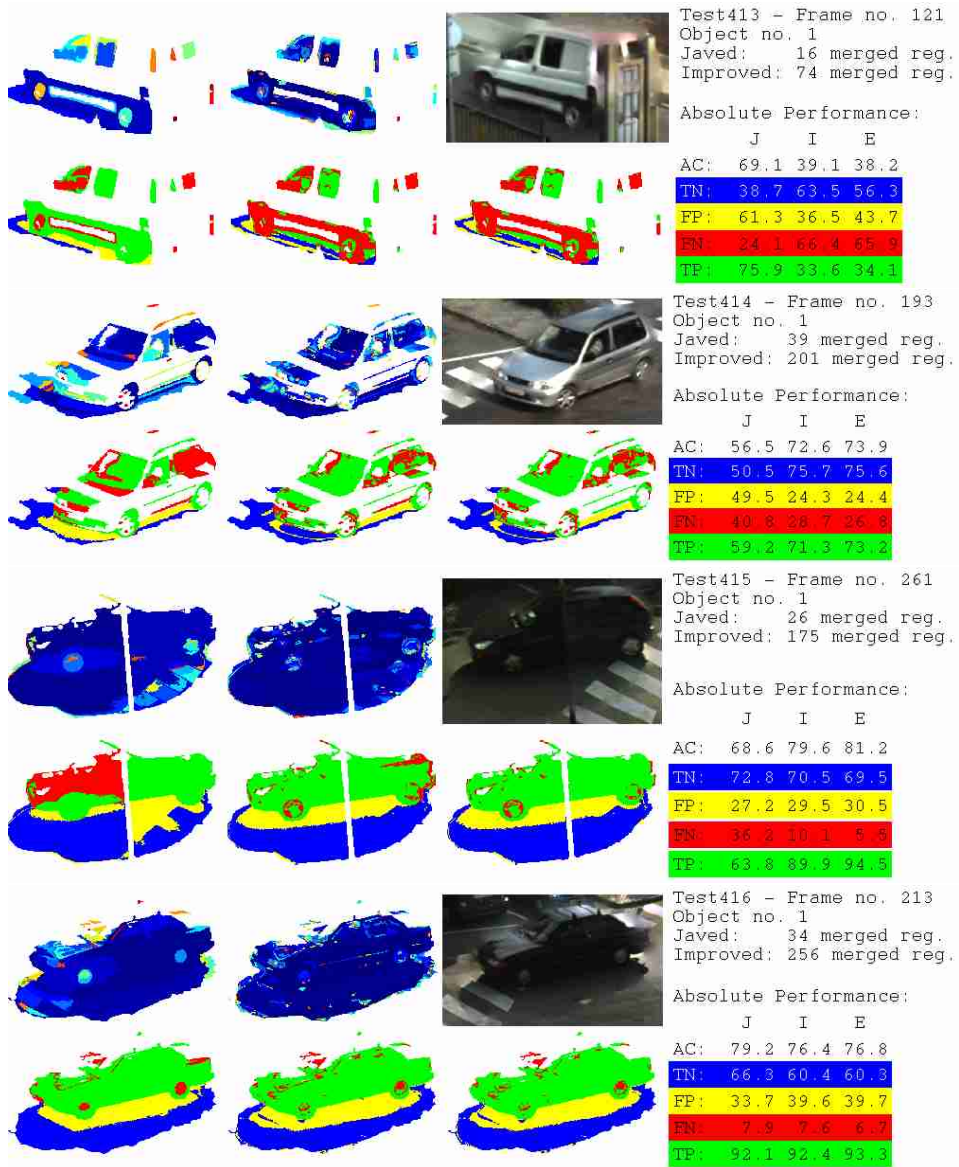 Test413 – Frame no. 121
Object no. 1
Javed: 16 merged reg.
Improved: 74 merged reg.
Absolute Performance:
J I E
AC: 69.1 39.1 38.2
TN: 38.7 63.5 56.3
FP: 61.3 36.5 43.7
FN: 24.1 66.4 65.9
TP: 75.9 33.6 34.1
Test414 – Frame no. 193
Object no. 1
Javed: 39 merged reg.
Improved: 201 merged reg.
Absolute Performance:
J I E
AC: 56.5 72.6 73.9
TN: 50.5 75.7 75.6
FP: 49.5 24.3 24.4
FN: 40.8 28.7 26.8
TP: 59.2 71.3 73.2
Test415 – Frame no. 261
Object no. 1
Javed: 26 merged reg.
Improved: 175 merged reg.
Absolute Performance:
J I E
AC: 68.6 79.6 81.2
TN: 72.8 70.5 69.5
FP: 27.2 29.5 30.5
FN: 36.2 10.1 5.5
TP: 63.8 89.9 94.5
Test416 – Frame no. 213
Object no. 1
Javed: 34 merged reg.
Improved: 256 merged reg.
Absolute Performance:
J I E
AC: 79.2 76.4 76.8
TN: 66.3 60.4 60.3
FP: 33.7 39.6 39.7
FN: 7.9 7.6 6.7
TP: 92.1 92.4 93.3